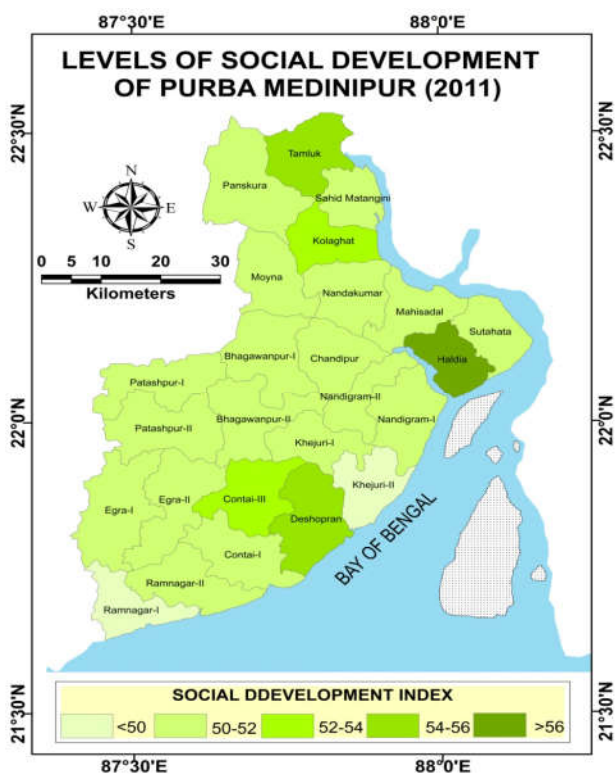 87°30'E 88°0'E
LEVELS OF SOCIAL DEVELOPMENT
OF PURBA MEDINIPUR (2011)
22°30'N 22°30'N
Tamluk
Panskura
Sahid Matangini
N
W E
S
Kolaghat
0 5 10 20 30
Kilometers
Moyna
Nandakumar
Mahisadal
Sutahata
Haldia
Bhagawanpur-I
Chandipur
Patashpur-I
Nandigram-II
22°0'N 22°0'N
Bhagawanpur-II
Nandigram-I
Patashpur-II
Khejuri-I
Khejuri-II
Egra-II
Contai-III
Egra-I
Deshopran
BAY OF BENGAL
Contai-I
Ramnagar-II
Ramnagar-I
SOCIAL DDEVELOPMENT INDEX
<50 50-52 52-54 54-56 >56
21°30'N 21°30'N
87°30'E 88°0'E